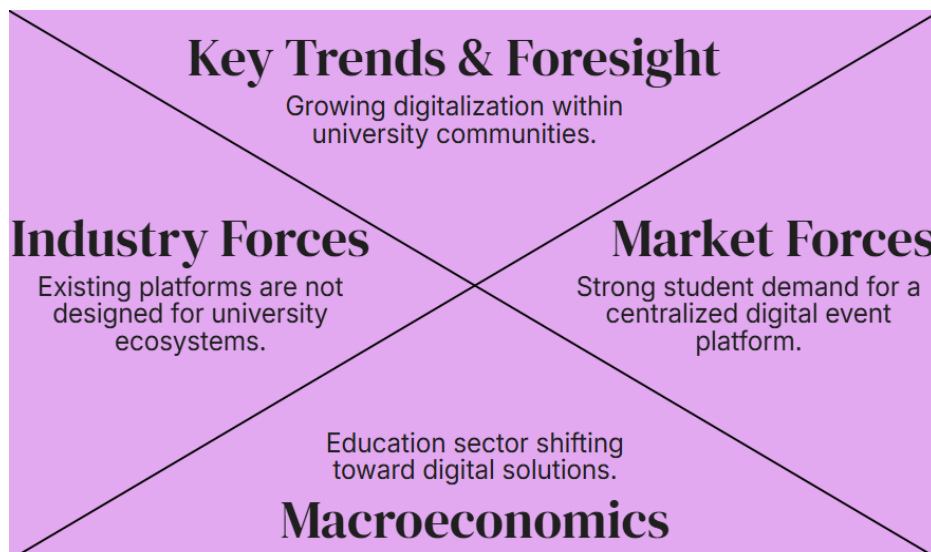 Key Trends & Foresight
Growing digitalization within
university communities.
Industry Forces
Existing platforms are not
designed for university
ecosystems.
Market Forces
Strong student demand for a
centralized digital event
platform.
Education sector shifting
toward digital solutions.
Macroeconomics